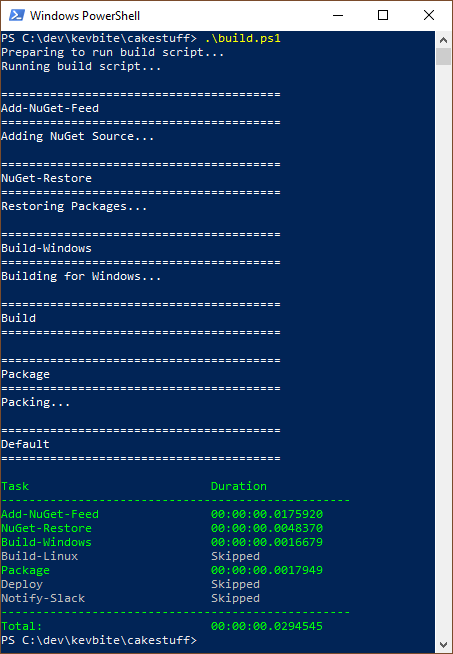 Windows PowerShell
PS C:\dev\kevbite\cakestuff> .\build.ps1
Preparing to run build script...
Running build script...
========================================
Add-NuGet-Feed
========================================
Adding NuGet Source...
========================================
NuGet-Restore
========================================
Restoring Packages...
========================================
Build-Windows
========================================
Building for Windows...
========================================
Build
========================================
========================================
Package
========================================
Packing...
========================================
Default
========================================
Task                          Duration
--------------------------------------------------
Add-NuGet-Feed                00:00:00.0175920
NuGet-Restore                 00:00:00.0048370
Build-Windows                 00:00:00.0016679
Build-Linux                   Skipped
Package                       00:00:00.0017949
Deploy                        Skipped
Notify-Slack                  Skipped
--------------------------------------------------
Total:                        00:00:00.0294545
PS C:\dev\kevbite\cakestuff>